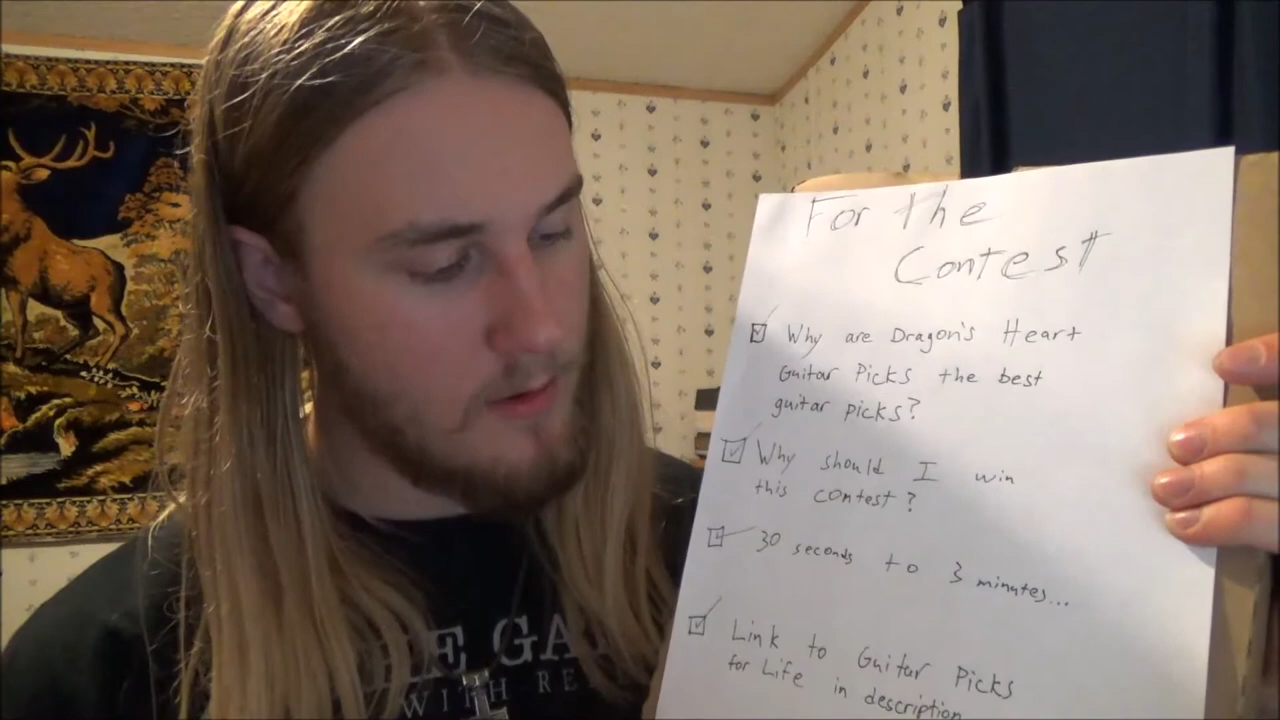 For the
Contest
Why are Dragon's Heart
Guitar Picks the best
guitar picks?
Why should I win
this contest?
30 seconds to 3 minutes...
Link to Guitar Picks
for Life in description
WITH